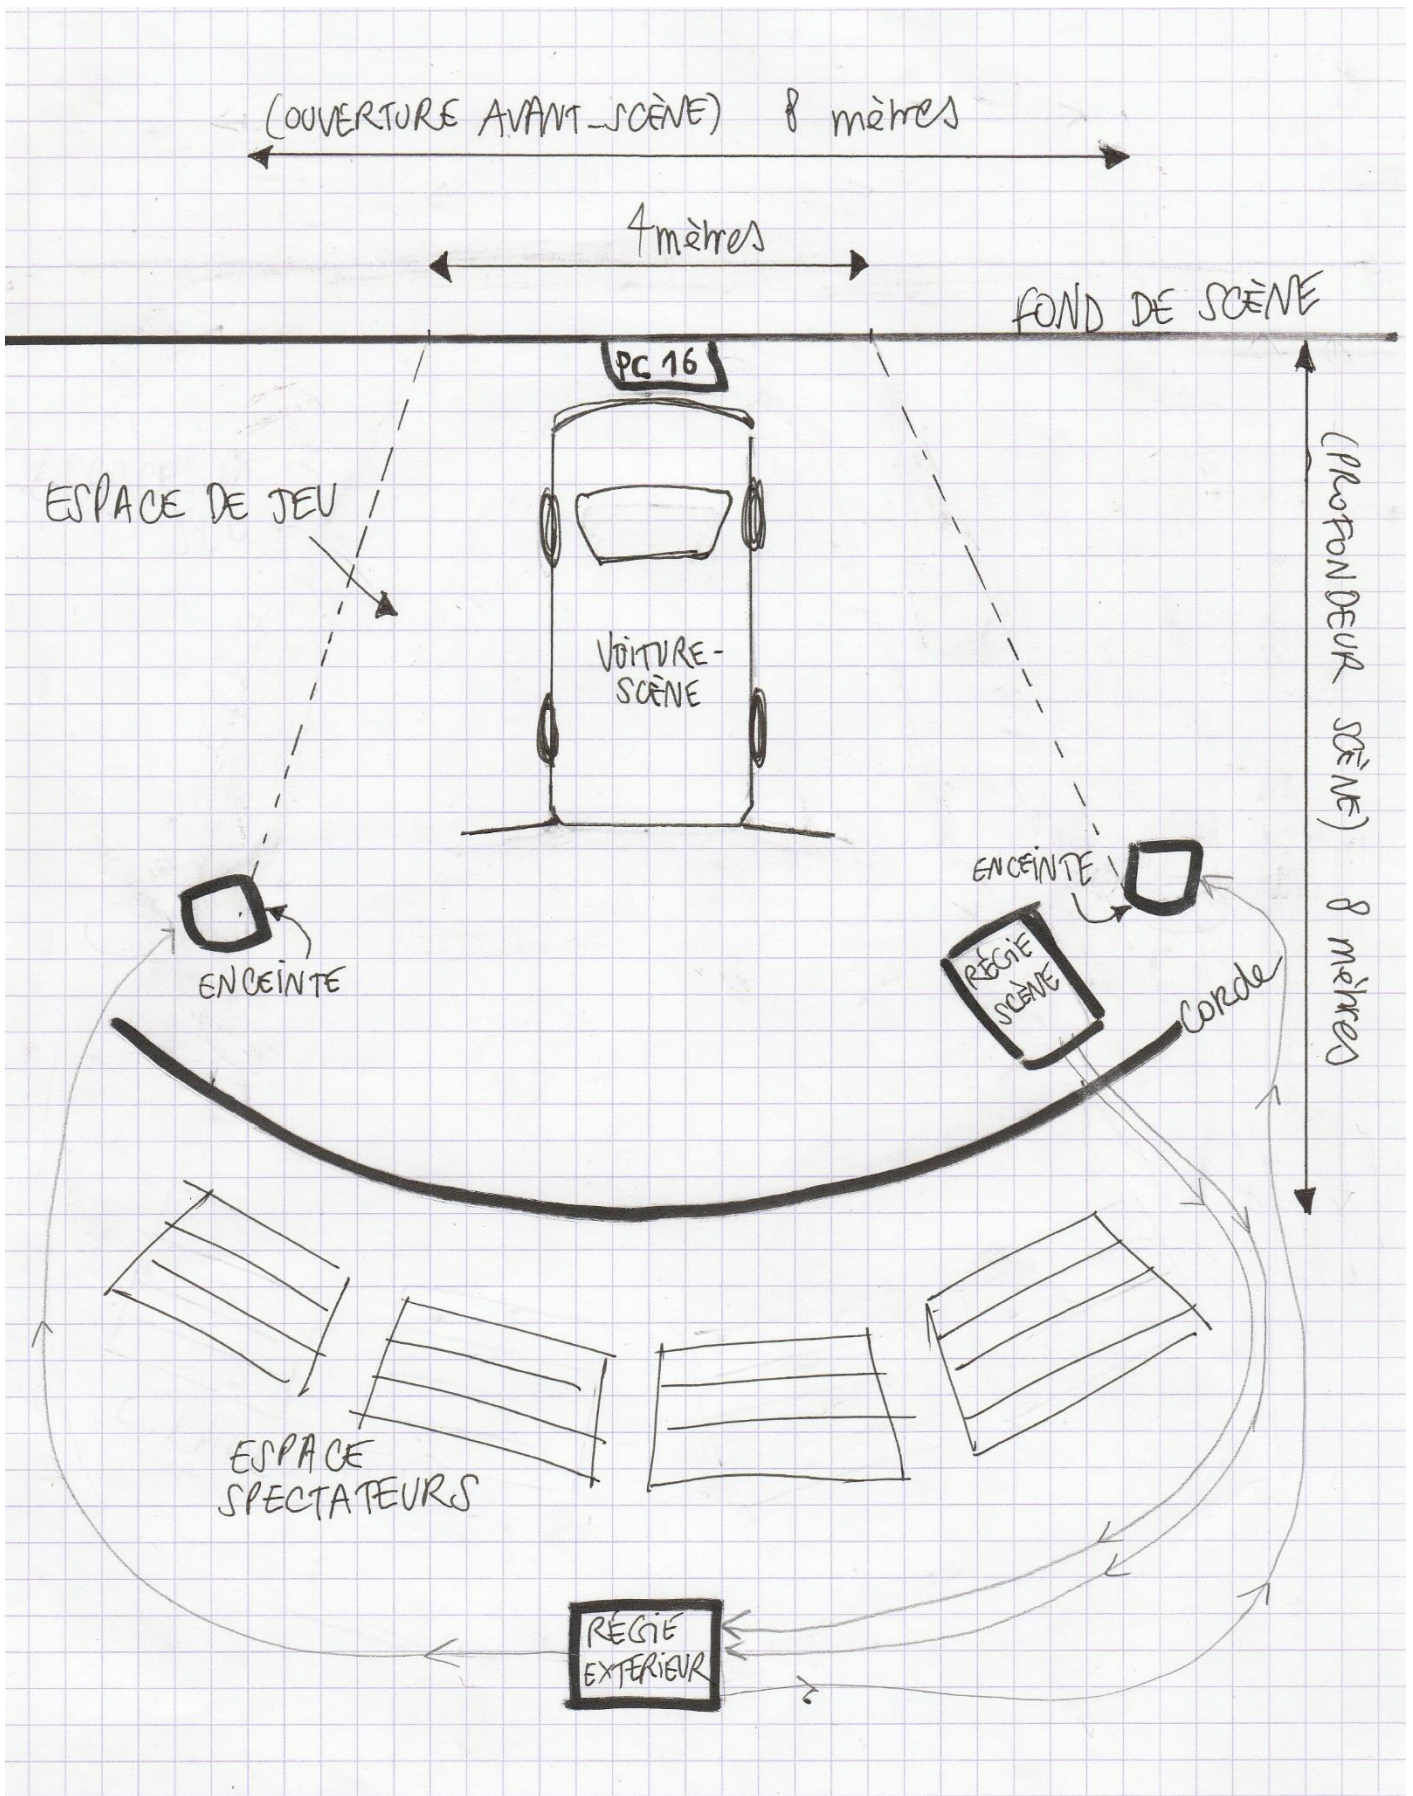 (OUVERTURE AVANT-SCÈNE) 8 mètres
4 mètres
FOND DE SCÈNE
PC 16
ESPACE DE JEU
(PROFONDEUR SCÈNE) 8 mètres
VOITURE-
SCÈNE
ENCEINTE
ENCEINTE
RÉGIE
SCÈNE
Corde
ESPACE
SPECTATEURS
RÉGIE
EXTERIEUR